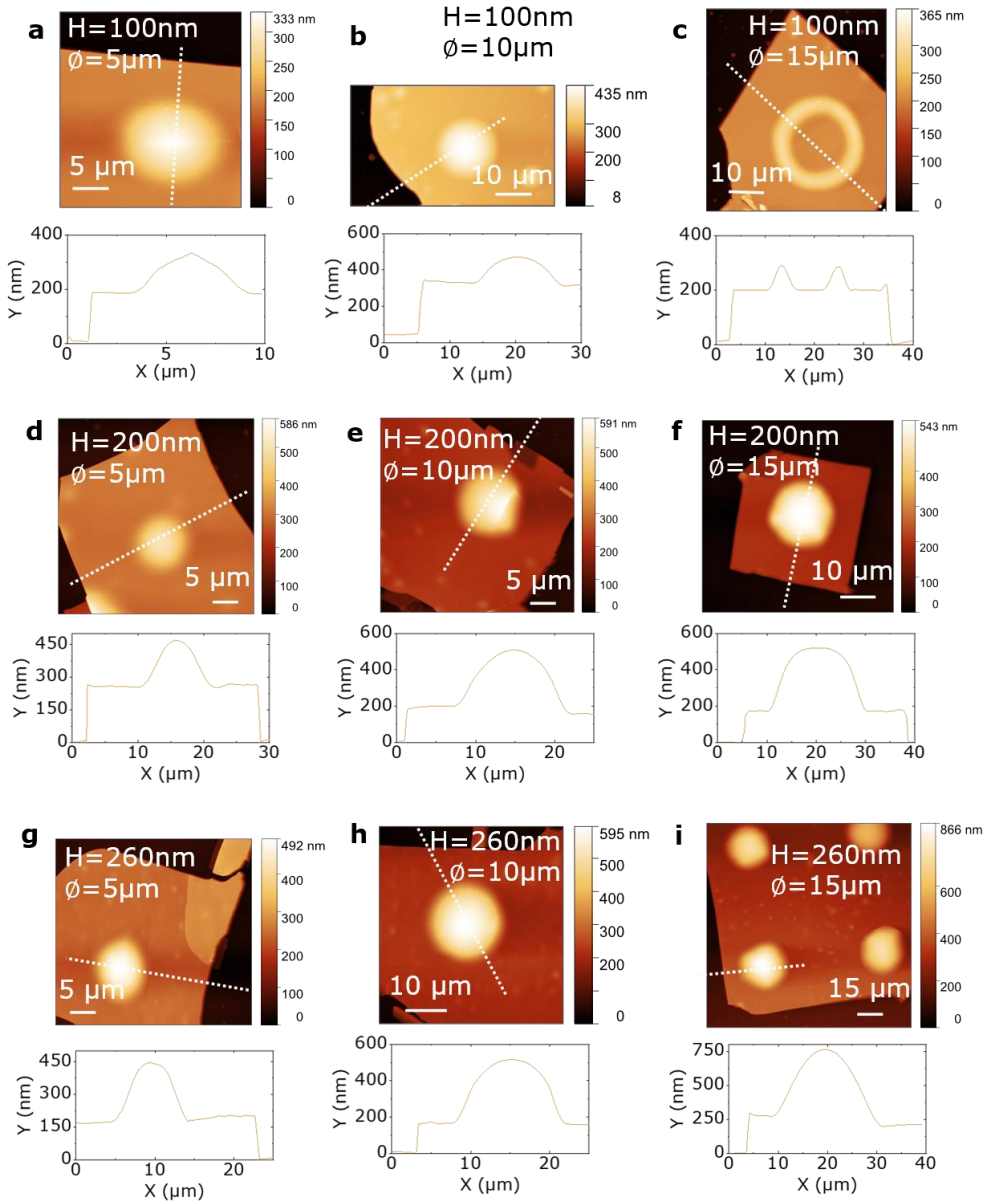 a
H=100nm
ø=5µm
5 µm
333 nm
300
250
200
150
100
0
b
H=100nm
ø=10µm
10 µm
435 nm
300
200
8
c
H=100nm
ø=15µm
10 µm
365 nm
300
250
200
150
100
50
0
Y (nm)
400
200
0
0
5
10
X (µm)
Y (nm)
600
400
200
0
0
10
20
30
X (µm)
Y (nm)
400
200
0
0
10
20
30
40
X (µm)
d
H=200nm
ø=5µm
5 µm
586 nm
500
400
300
200
100
0
e
H=200nm
ø=10µm
5 µm
591 nm
500
400
300
200
100
0
f
H=200nm
ø=15µm
10 µm
543 nm
400
300
200
100
0
Y (nm)
450
300
150
0
0
10
20
30
X (µm)
Y (nm)
600
400
200
0
0
10
20
X (µm)
Y (nm)
600
400
200
0
0
10
20
30
40
X (µm)
g
H=260nm
ø=5µm
5 µm
492 nm
400
300
200
100
0
h
H=260nm
ø=10µm
10 µm
595 nm
500
400
300
200
100
0
i
H=260nm
ø=15µm
15 µm
866 nm
600
400
200
0
Y (nm)
450
300
150
0
0
10
20
X (µm)
Y (nm)
600
400
200
0
0
10
20
X (µm)
Y (nm)
750
500
250
0
0
10
20
30
40
X (µm)